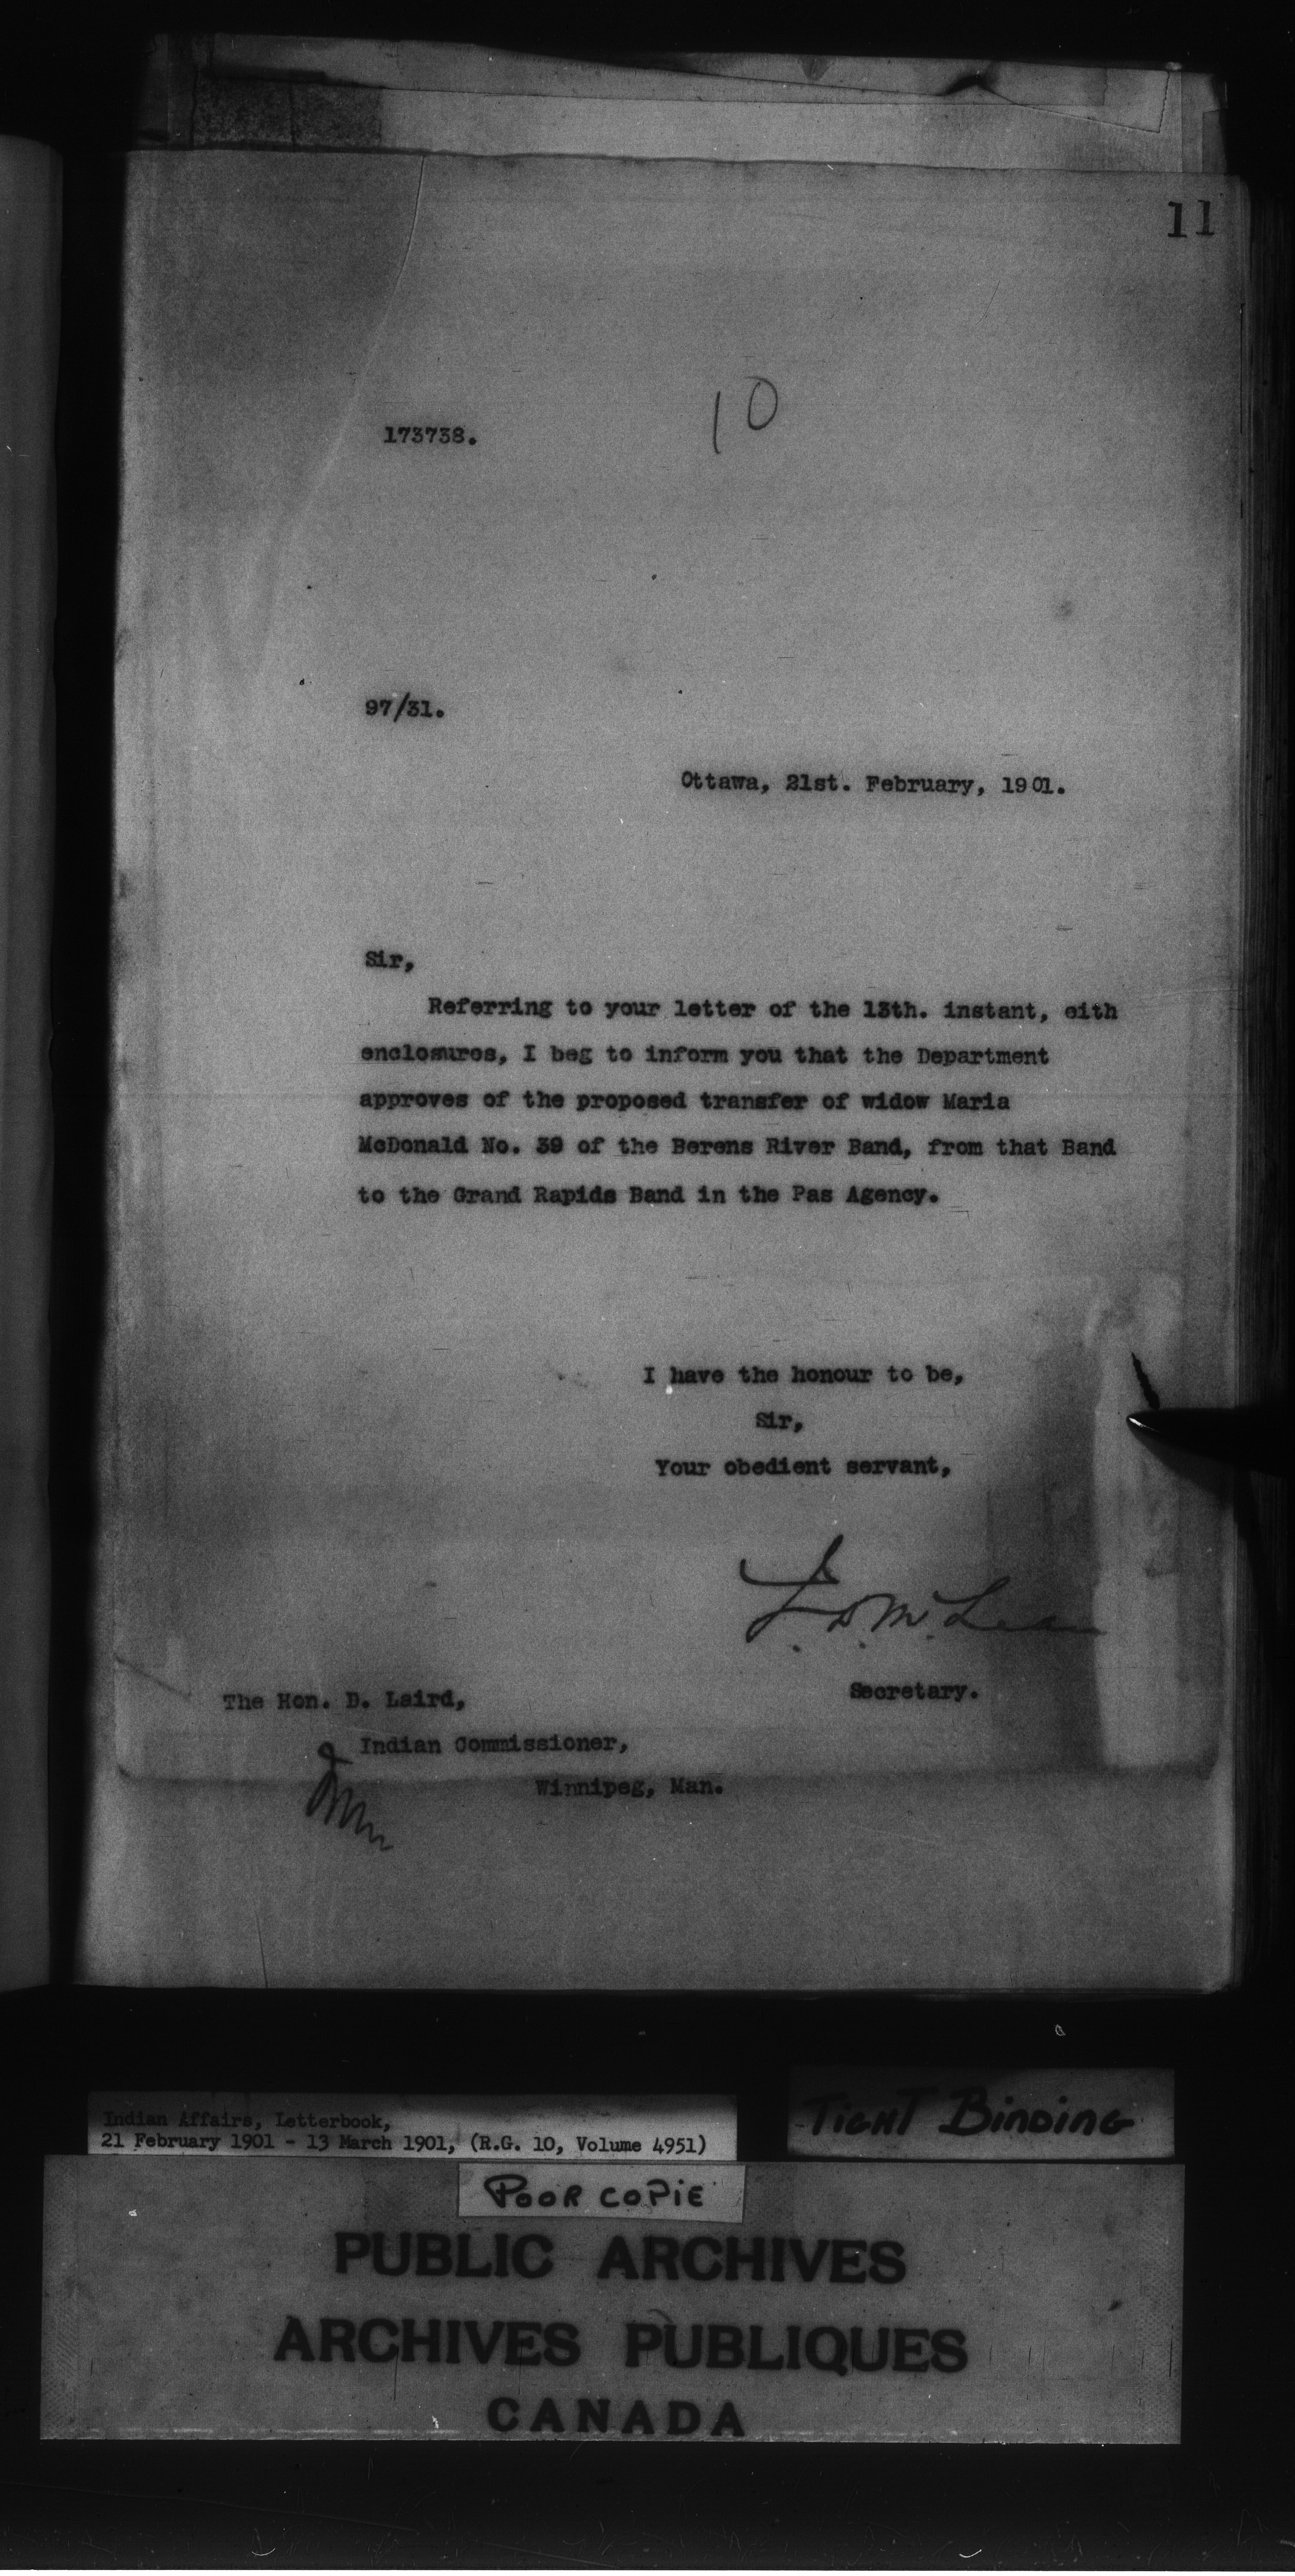 11
10
173738.
97/31.
Ottawa, 21st. February, 1901.
Sir,
Referring to your letter of the 13th. instant, eith
enclosures, I beg to inform you that the Department
approves of the proposed transfer of widow Maria
McDonald No. 39 of the Berens River Band, from that Band
to the Grand Rapids Band in the Pas Agency.
I have the honour to be,
Sir,
Your obedient servant,
J. D. McLean
Secretary.
The Hon. D. Laird,
Indian Commissioner,
Winnipeg, Man.
Indian Affairs, Letterbook,
21 February 1901 - 13 March 1901, (R.G. 10, Volume 4951)
TIGHT BINDING
POOR COPIE
PUBLIC ARCHIVES
ARCHIVES PUBLIQUES
CANADA